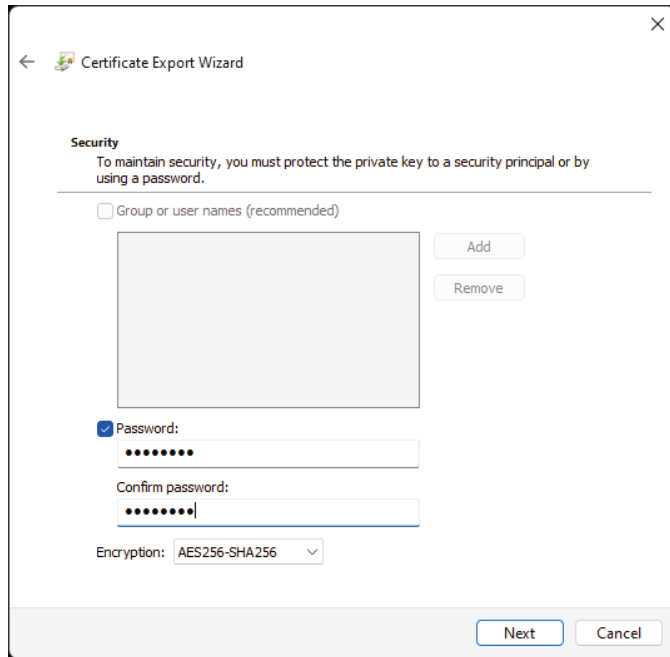 Certificate Export Wizard
Security
To maintain security, you must protect the private key to a security principal or by
using a password.
Group or user names (recommended)
Add
Remove
Password:
••••••••
Confirm password:
••••••••
Encryption: AES256-SHA256
Next Cancel